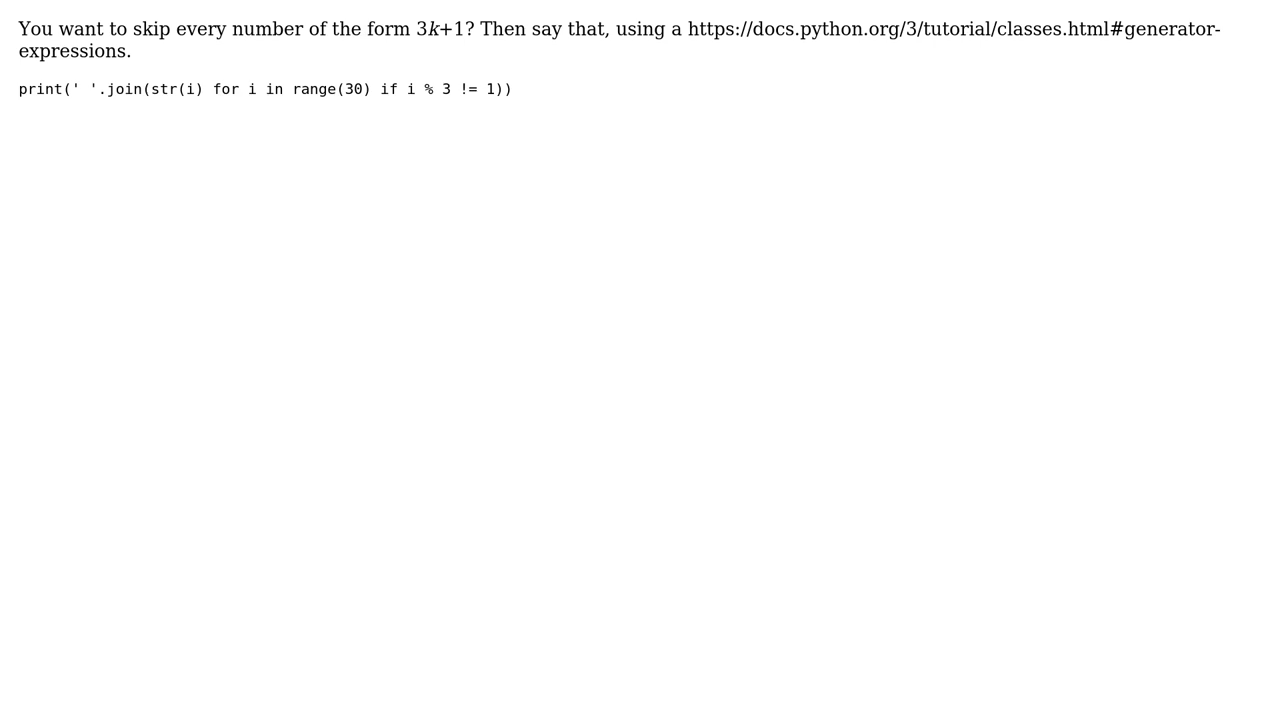 You want to skip every number of the form 3k+1? Then say that, using a https://docs.python.org/3/tutorial/classes.html#generator-
expressions.
print(' '.join(str(i) for i in range(30) if i % 3 != 1))